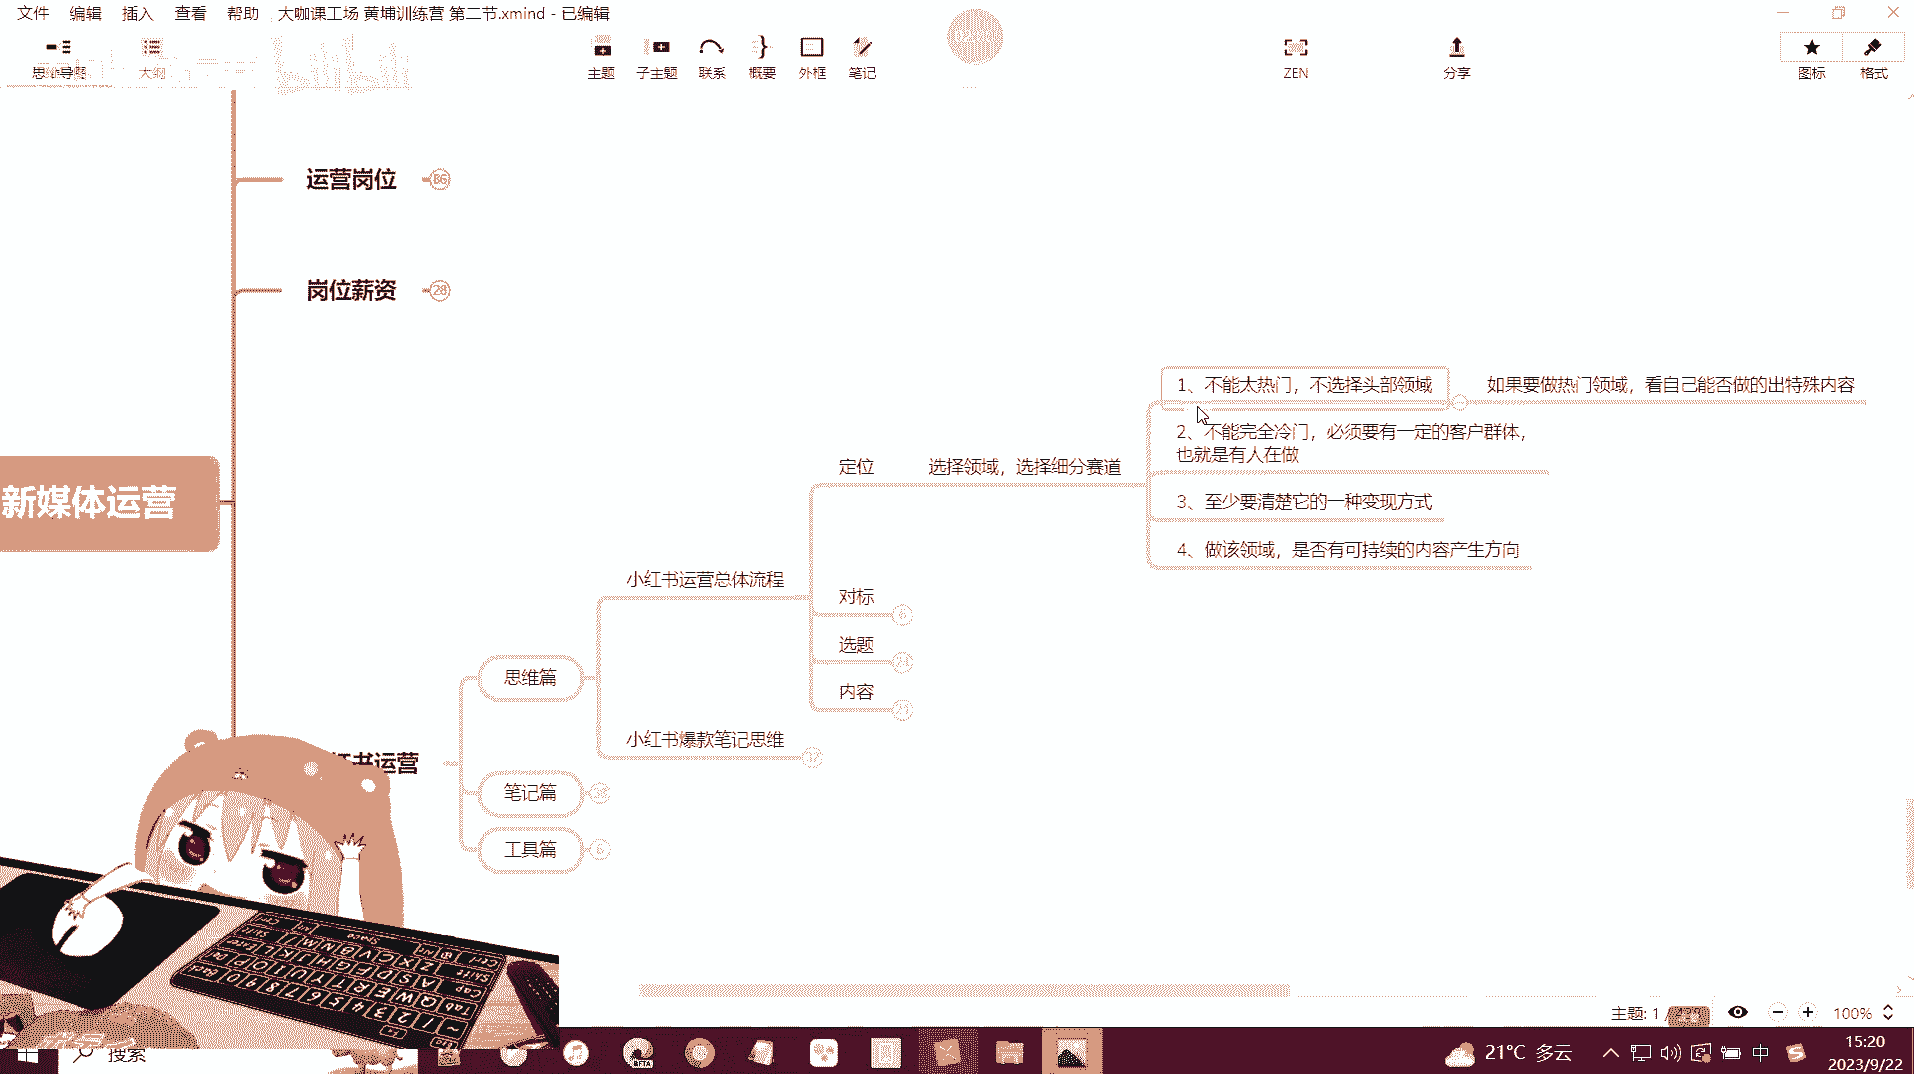 文件 编辑 插入 查看 帮助 大咖课工场 黄埔训练营 第二节.xmind - 已编辑
思维导图 大纲 主题 子主题 联系 概要 外框 笔记 ZEN 分享 图标 格式
bilibili
运营岗位 86
岗位薪资 28
新媒体运营
1、不能太热门，不选择头部领域
如果要做热门领域，看自己能否做的出特殊内容
2、不能完全冷门，必须要有一定的客户群体，
也就是有人在做
定位 选择领域，选择细分赛道
3、至少要清楚它的一种变现方式
4、做该领域，是否有可持续的内容产生方向
小红书运营总体流程
对标 6
选题
内容 21
思维篇
小红书爆款笔记思维
书运营
笔记篇
工具篇 6
主题: 1 /
100%
搜索
BETA
21°C 多云
中
15:20
2023/9/22